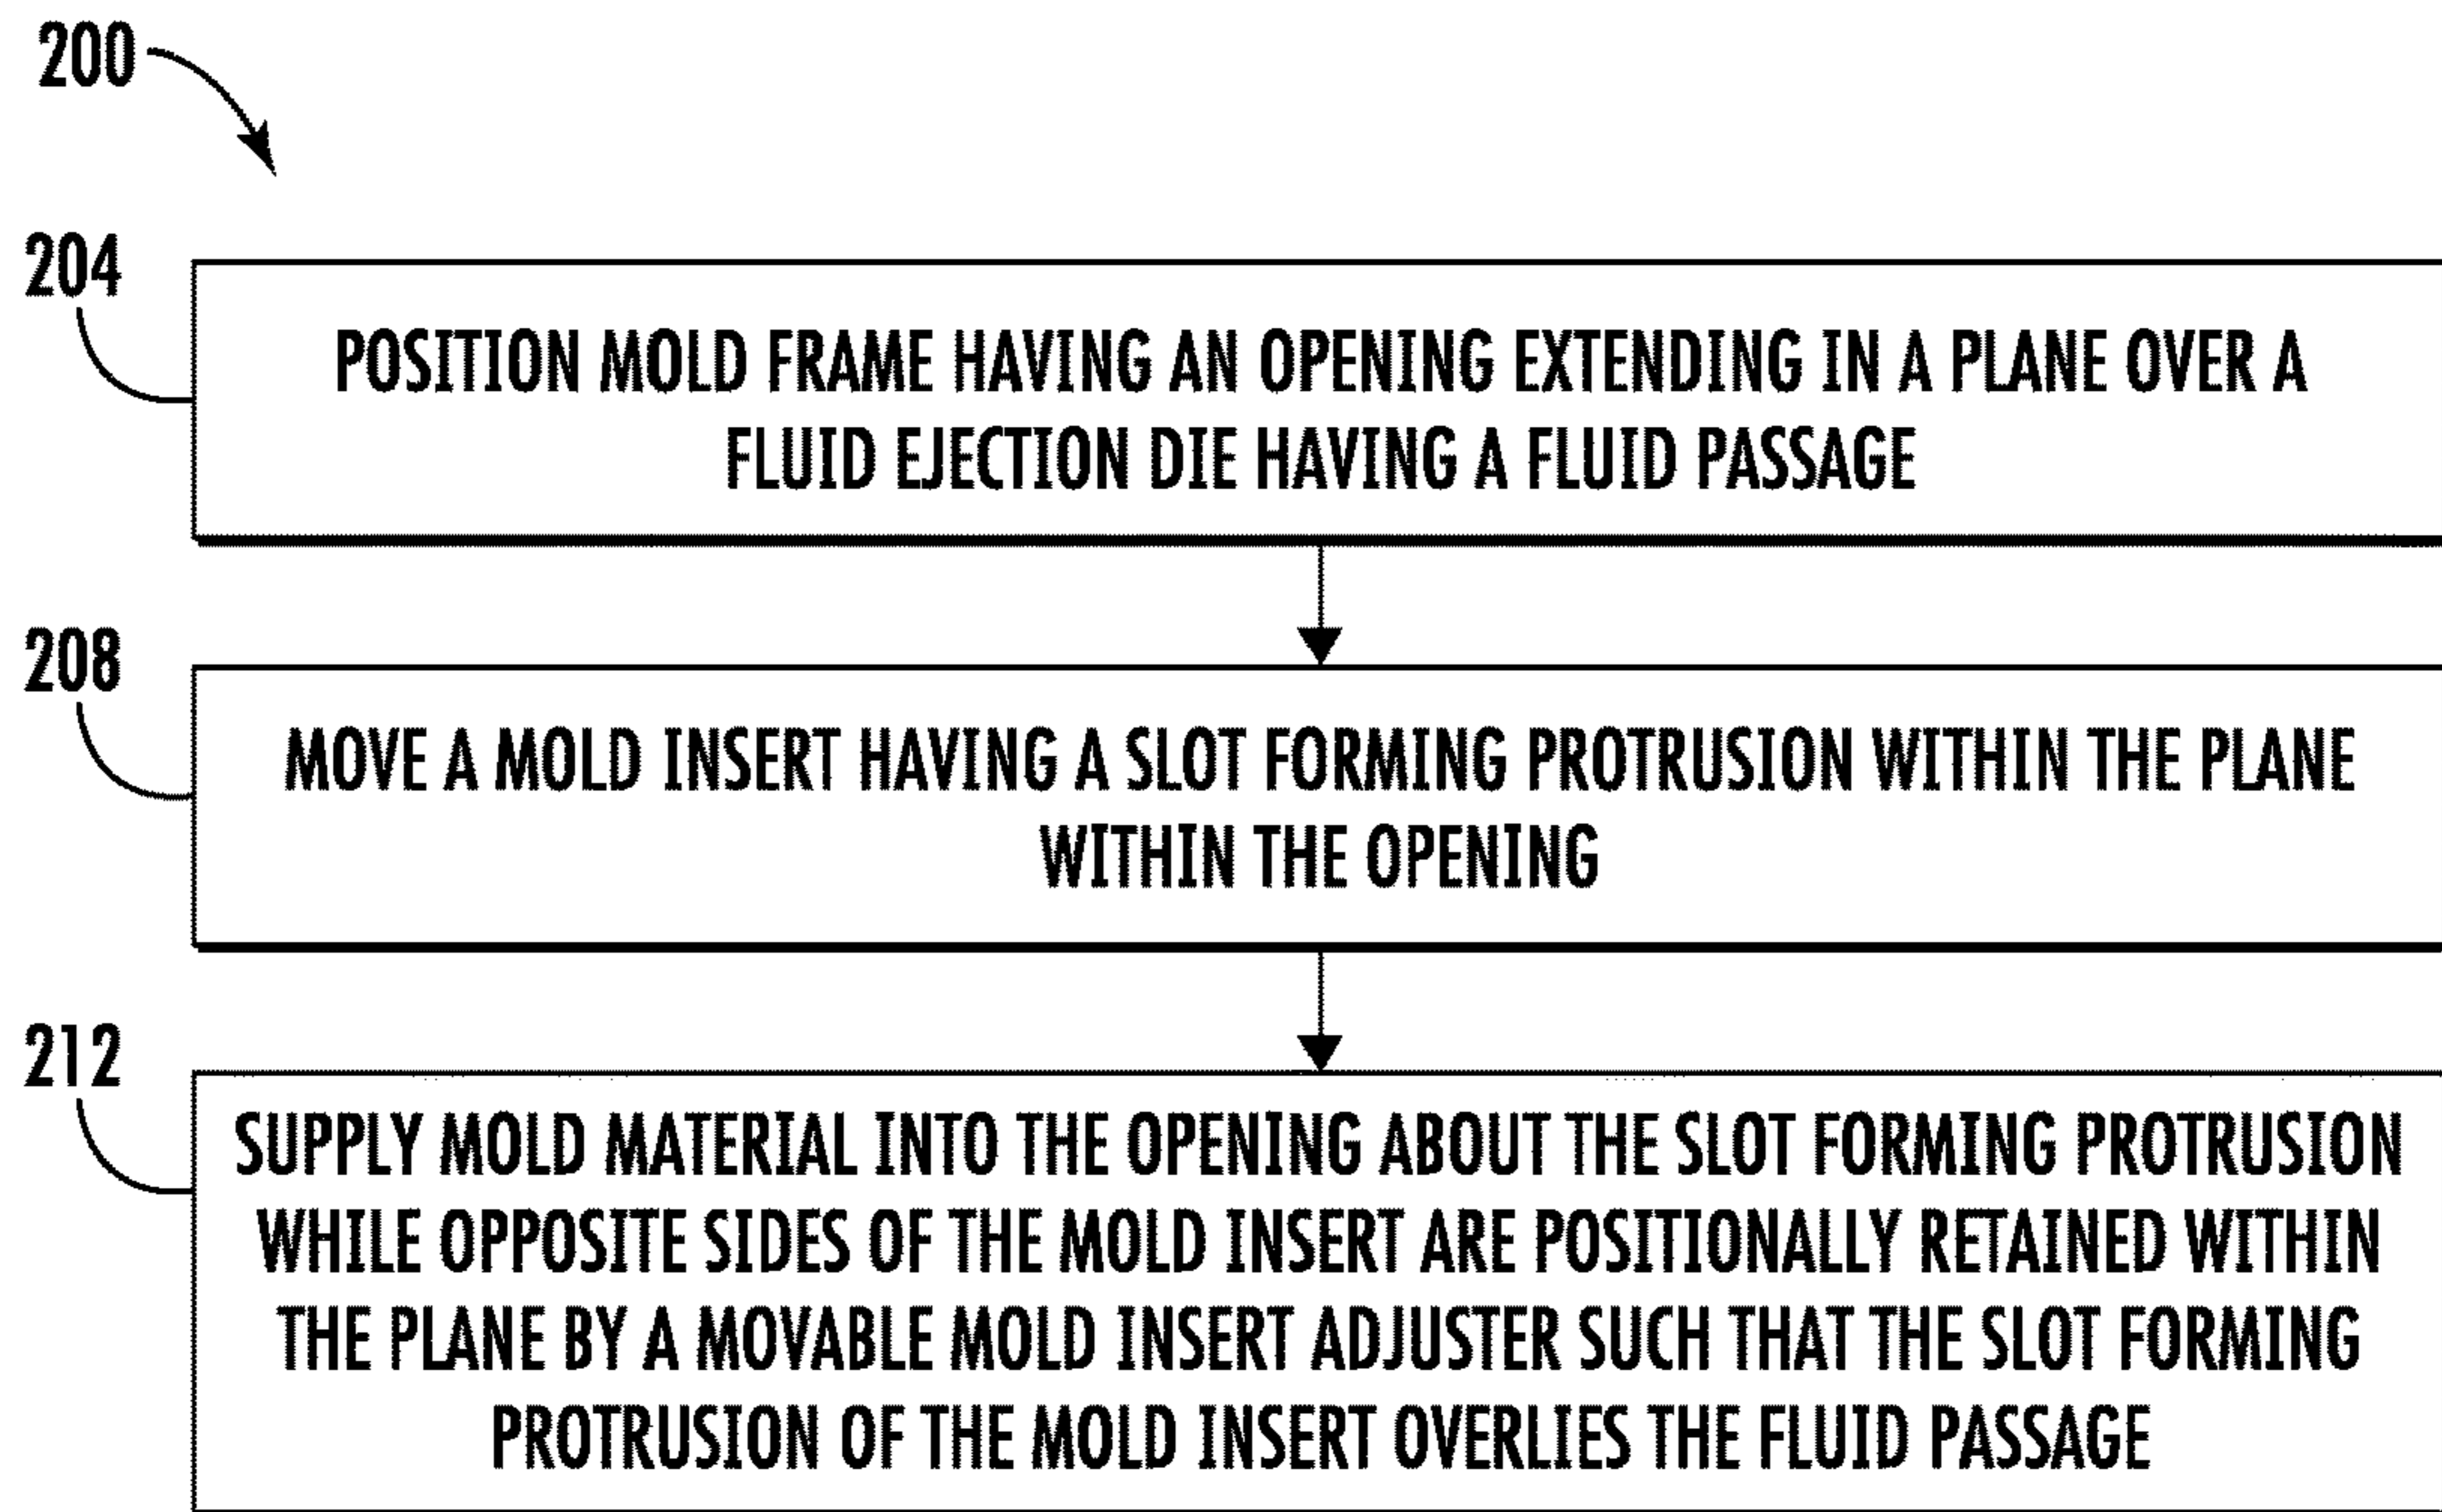 200
204
POSITION MOLD FRAME HAVING AN OPENING EXTENDING IN A PLANE OVER A
FLUID EJECTION DIE HAVING A FLUID PASSAGE
208
MOVE A MOLD INSERT HAVING A SLOT FORMING PROTRUSION WITHIN THE PLANE
WITHIN THE OPENING
212
SUPPLY MOLD MATERIAL INTO THE OPENING ABOUT THE SLOT FORMING PROTRUSION
WHILE OPPOSITE SIDES OF THE MOLD INSERT ARE POSITIONALLY RETAINED WITHIN
THE PLANE BY A MOVABLE MOLD INSERT ADJUSTER SUCH THAT THE SLOT FORMING
PROTRUSION OF THE MOLD INSERT OVERLIES THE FLUID PASSAGE